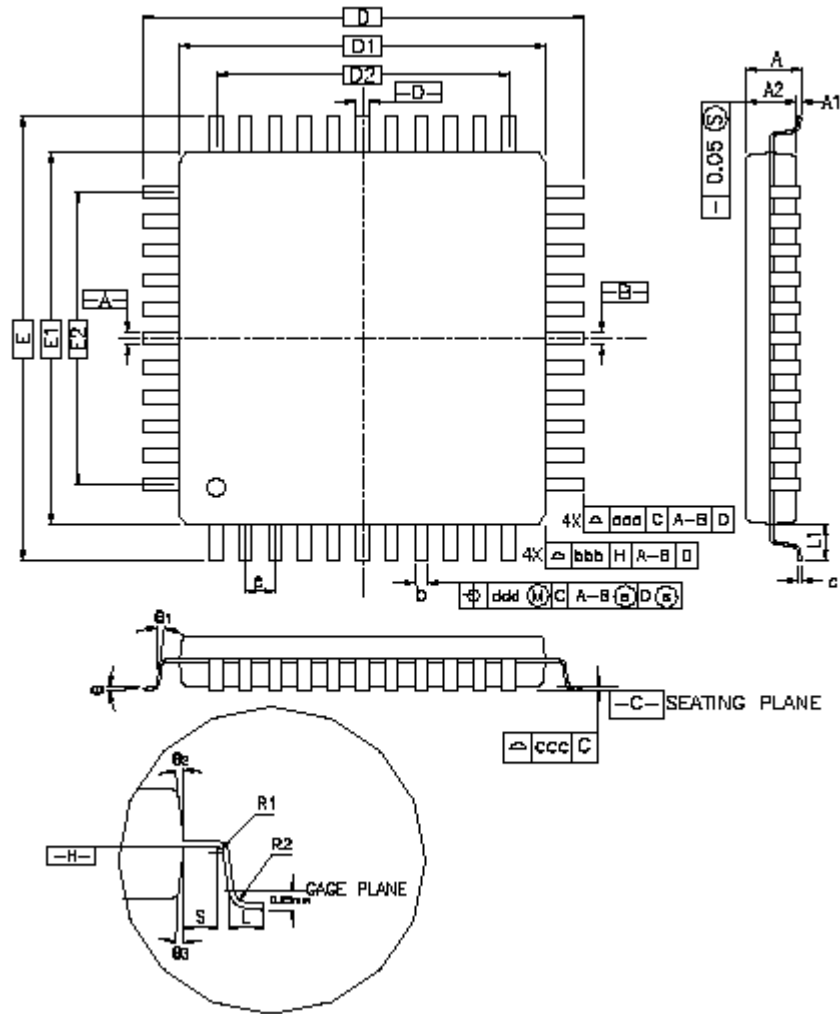 D
D1
D2
-D-
A
A2
A1
0.05 S
-A-
-B-
E
E1
E2
4X C A-B D
4X bbb H A-B D
e
b
ddd M C A-B S D S
L1
c
θ1
θ
-C- SEATING PLANE
ccc C
θ2
R1
-H-
R2
GAGE PLANE
S
L
θ3